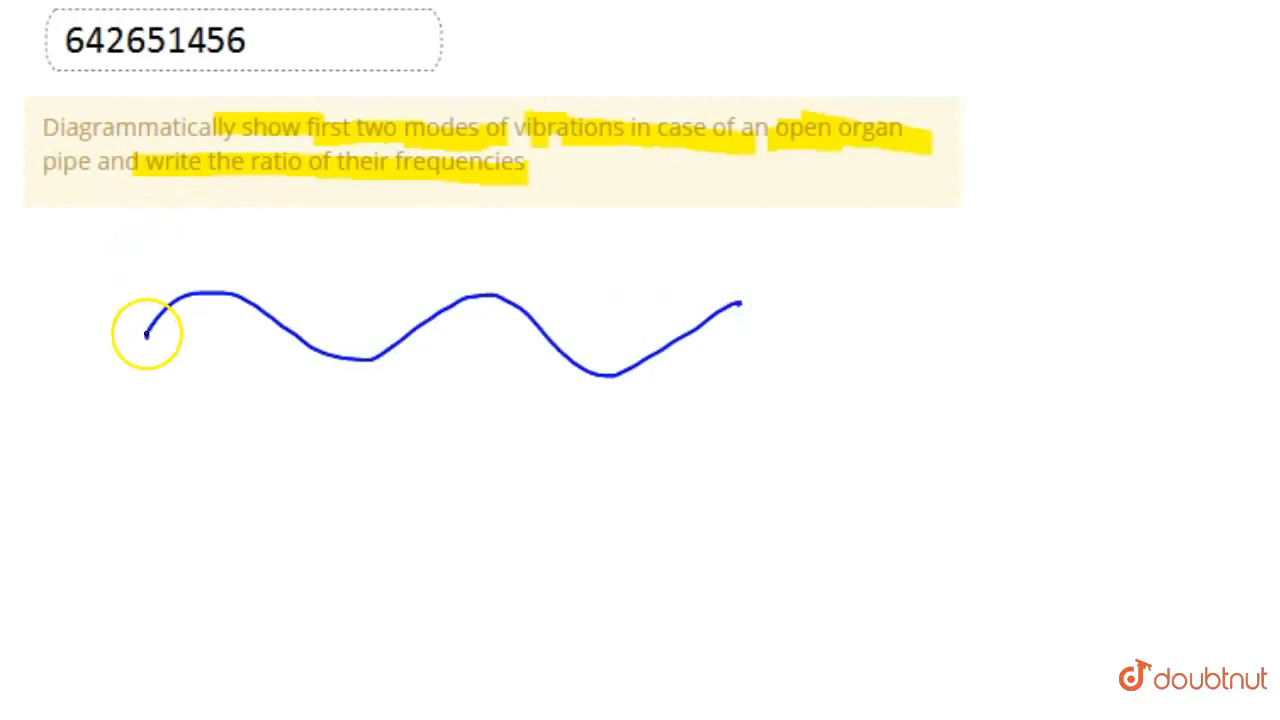 642651456
Diagrammatically show first two modes of vibrations in case of an open organ
pipe and write the ratio of their frequencies
doubtnut